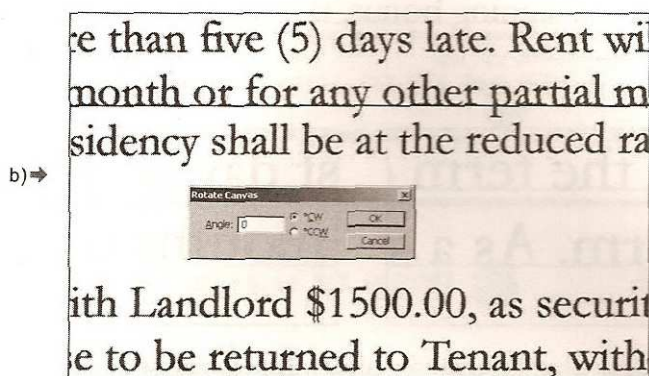 e than five (5) days late. Rent wi
month or for any other partial m
sidency shall be at the reduced ra
b)➡
Rotate Canvas
Angle: 0 °CW OK
°CCW Cancel
ith Landlord $1500.00, as securit
e to be returned to Tenant, with